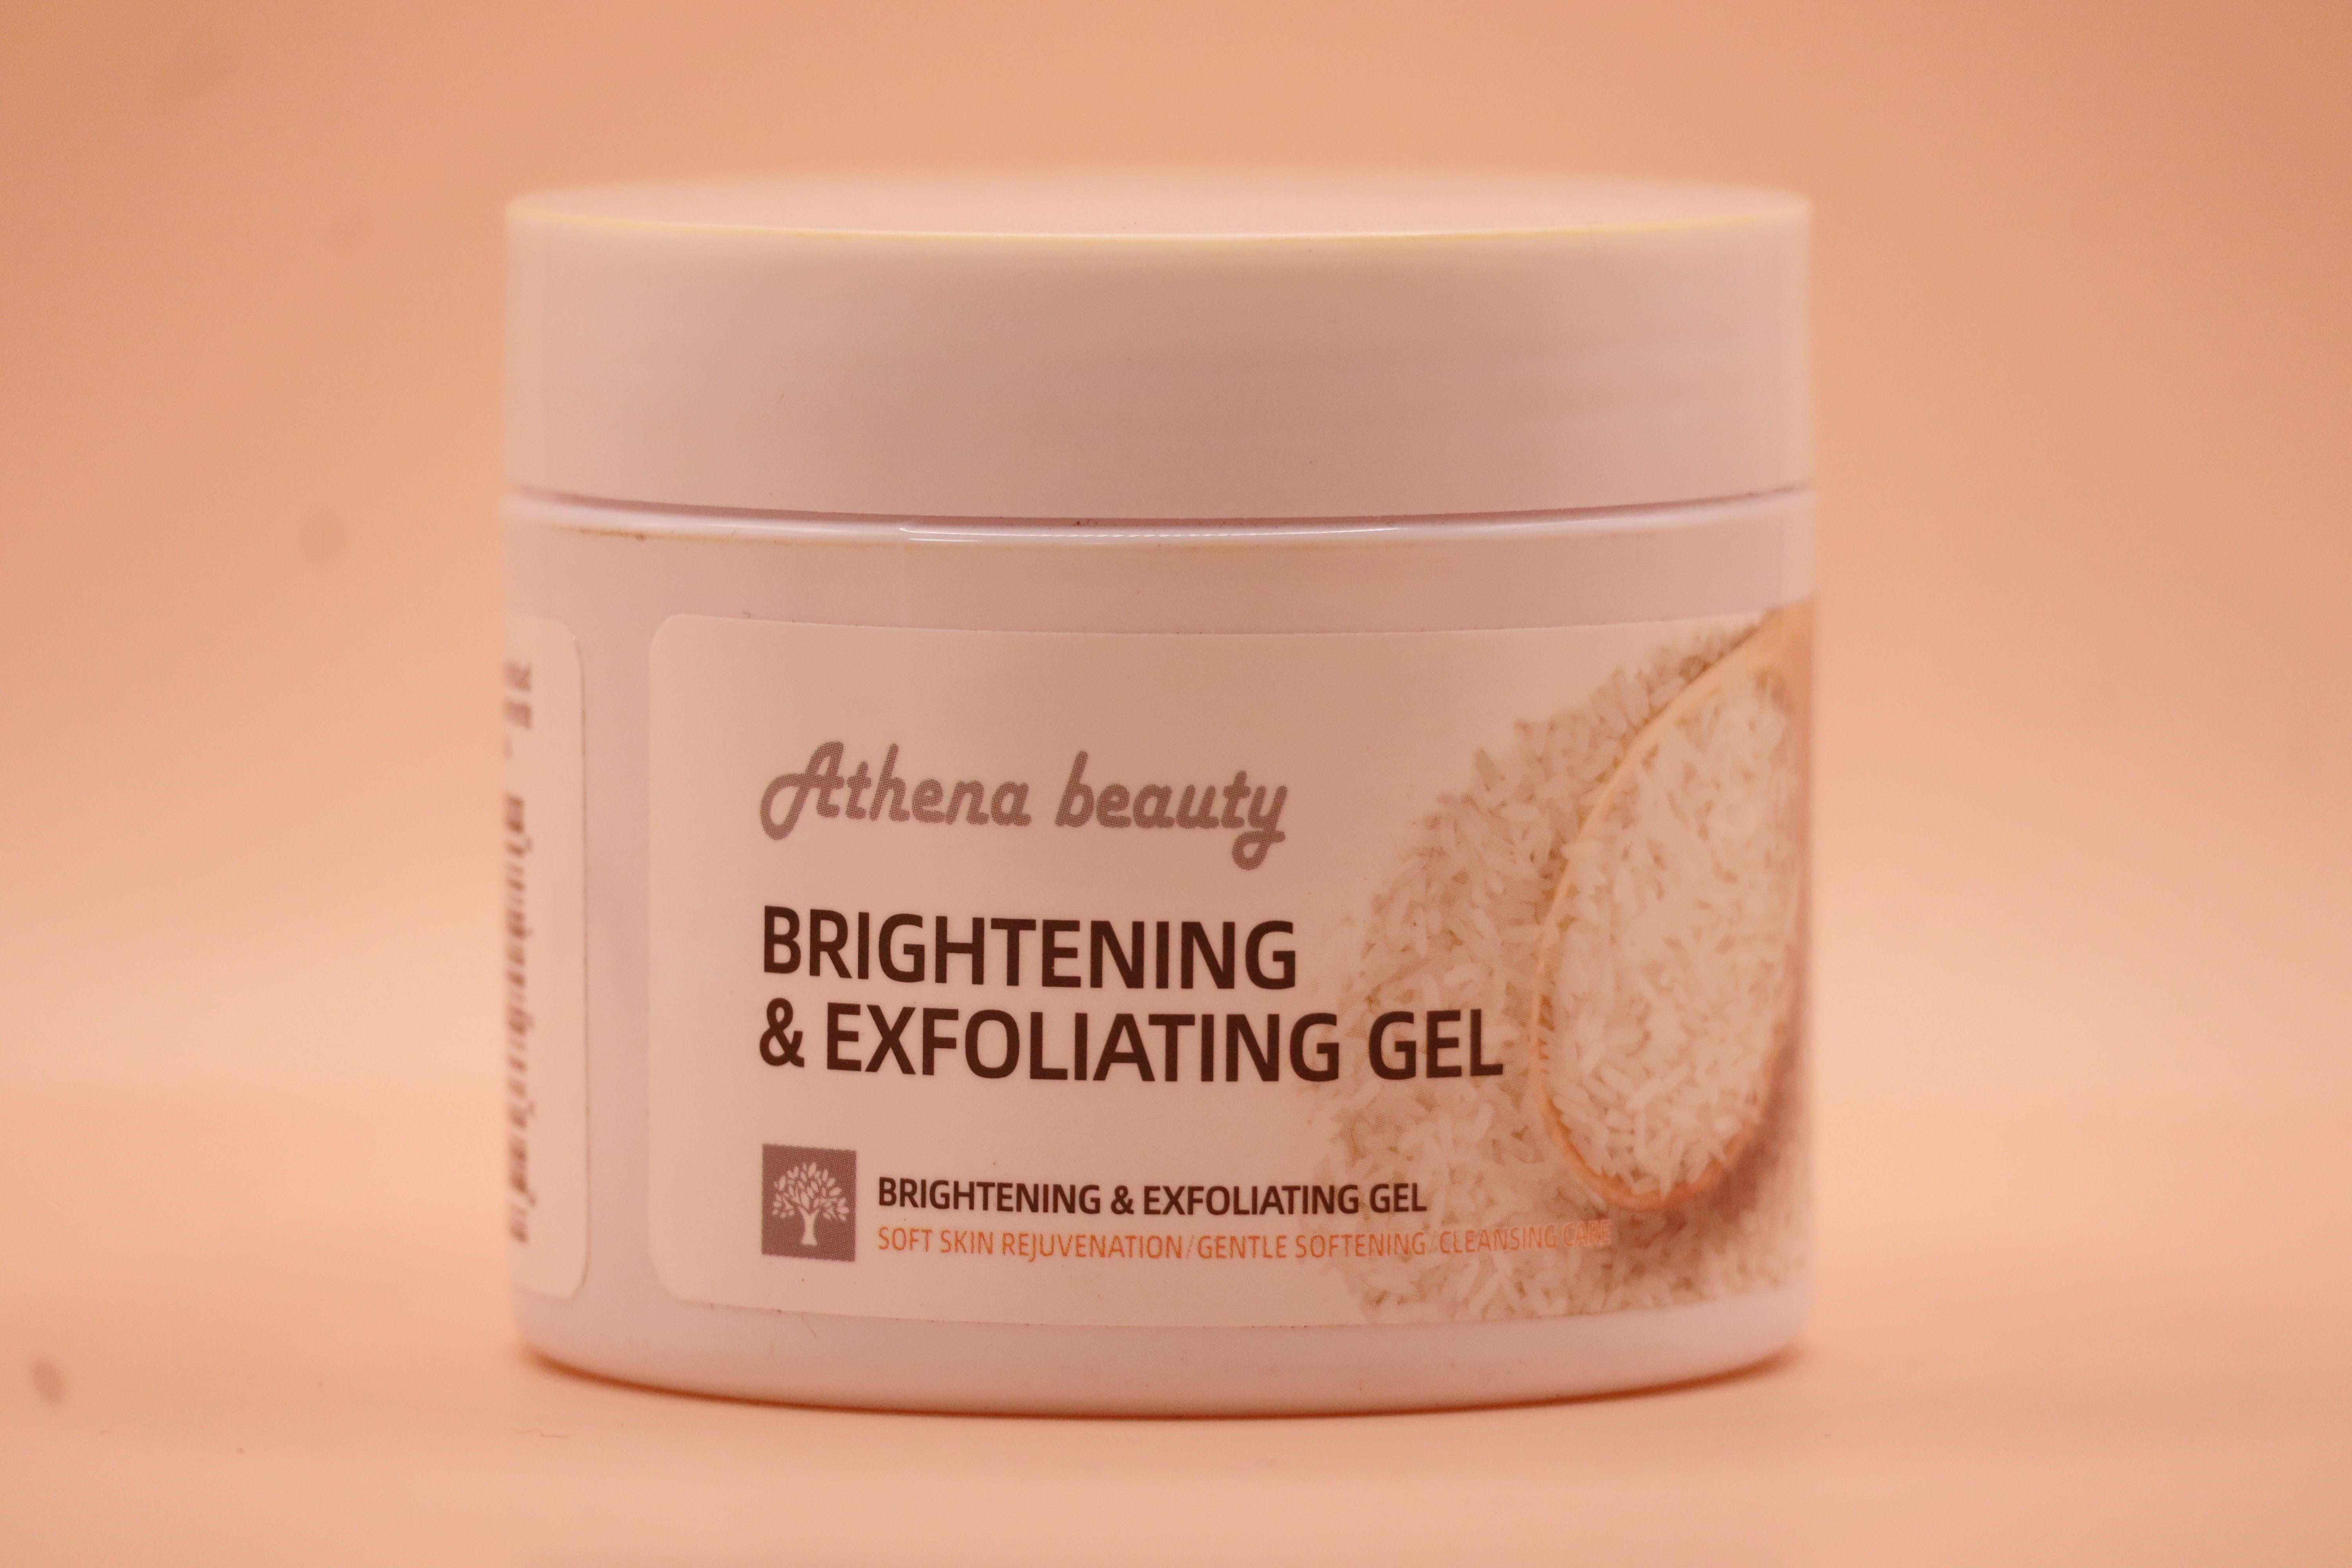 Athena beauty
BRIGHTENING
& EXFOLIATING GEL
BRIGHTENING & EXFOLIATING GEL
SOFT SKIN REJUVENATION/GENTLE SOFTENING/CLEANSING CARE